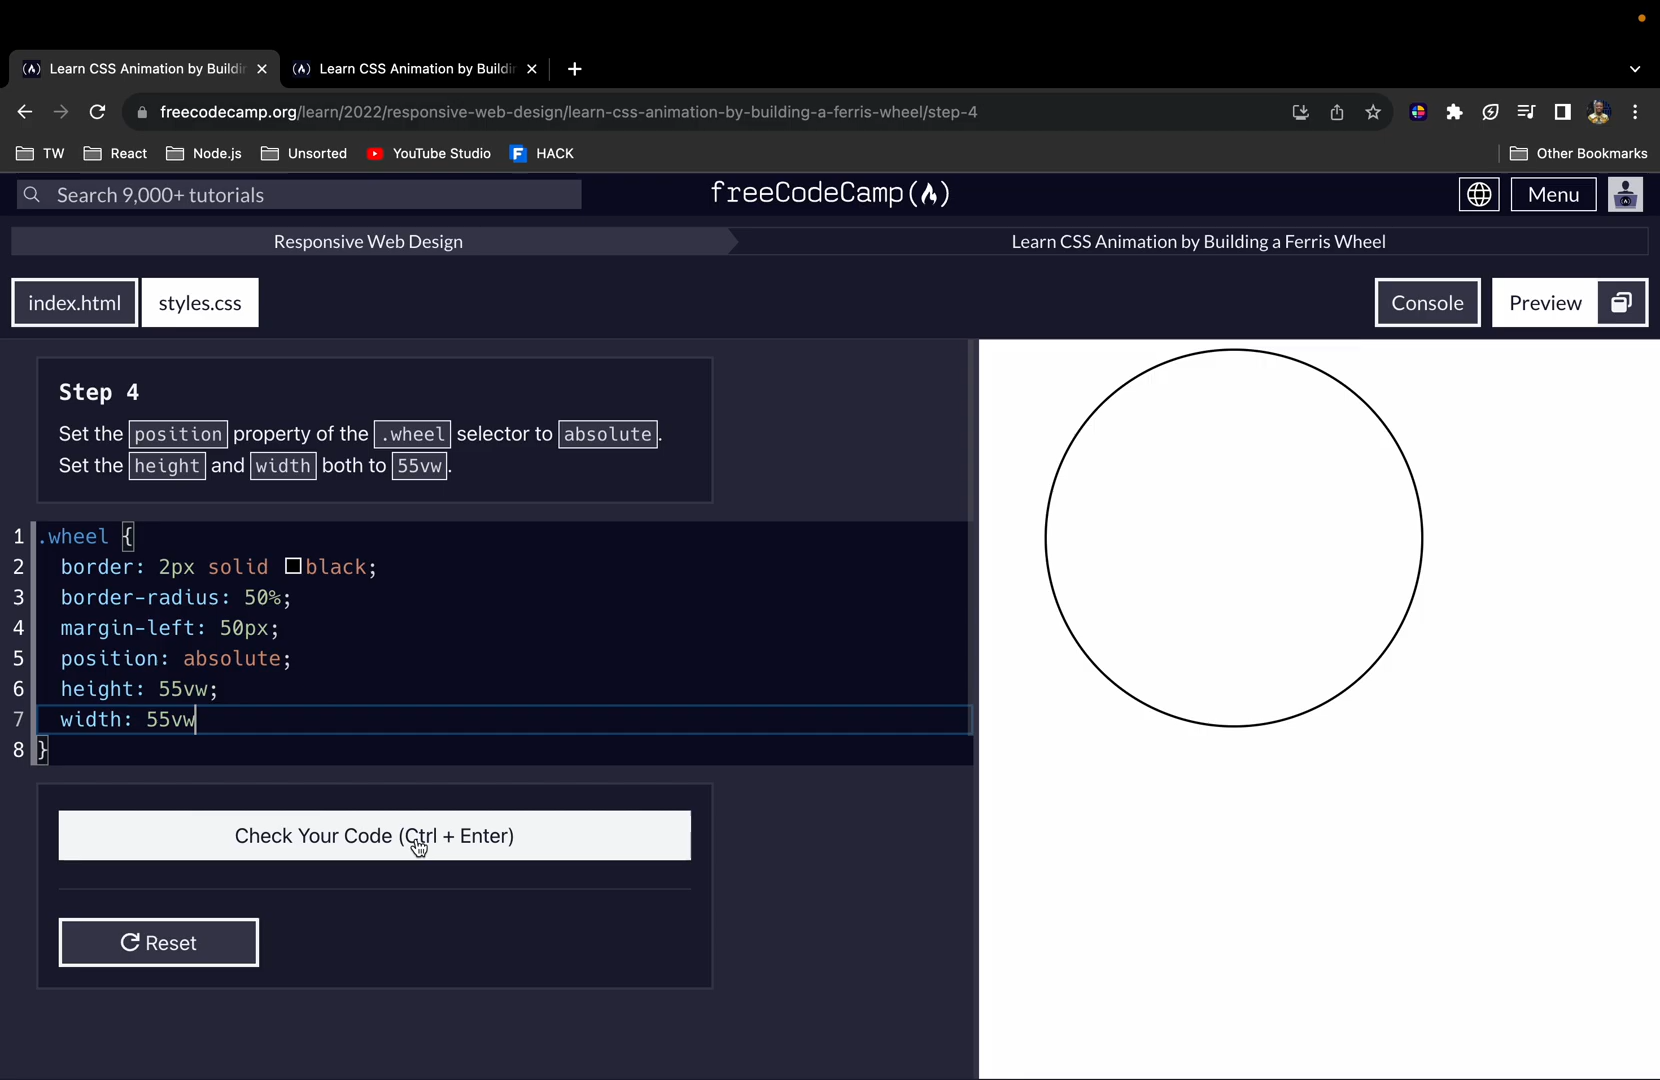 Learn CSS Animation by Buildin
Learn CSS Animation by Buildin
freecodecamp.org/learn/2022/responsive-web-design/learn-css-animation-by-building-a-ferris-wheel/step-4
TW
React
Node.js
Unsorted
YouTube Studio
HACK
Other Bookmarks
Search 9,000+ tutorials
freeCodeCamp
Menu
Responsive Web Design
Learn CSS Animation by Building a Ferris Wheel
index.html
styles.css
Console
Preview
Step 4
Set the position property of the .wheel selector to absolute.
Set the height and width both to 55vw.
1 .wheel {
2 border: 2px solid black;
3 border-radius: 50%;
4 margin-left: 50px;
5 position: absolute;
6 height: 55vw;
7 width: 55vw
8 }
Check Your Code (Ctrl + Enter)
Reset